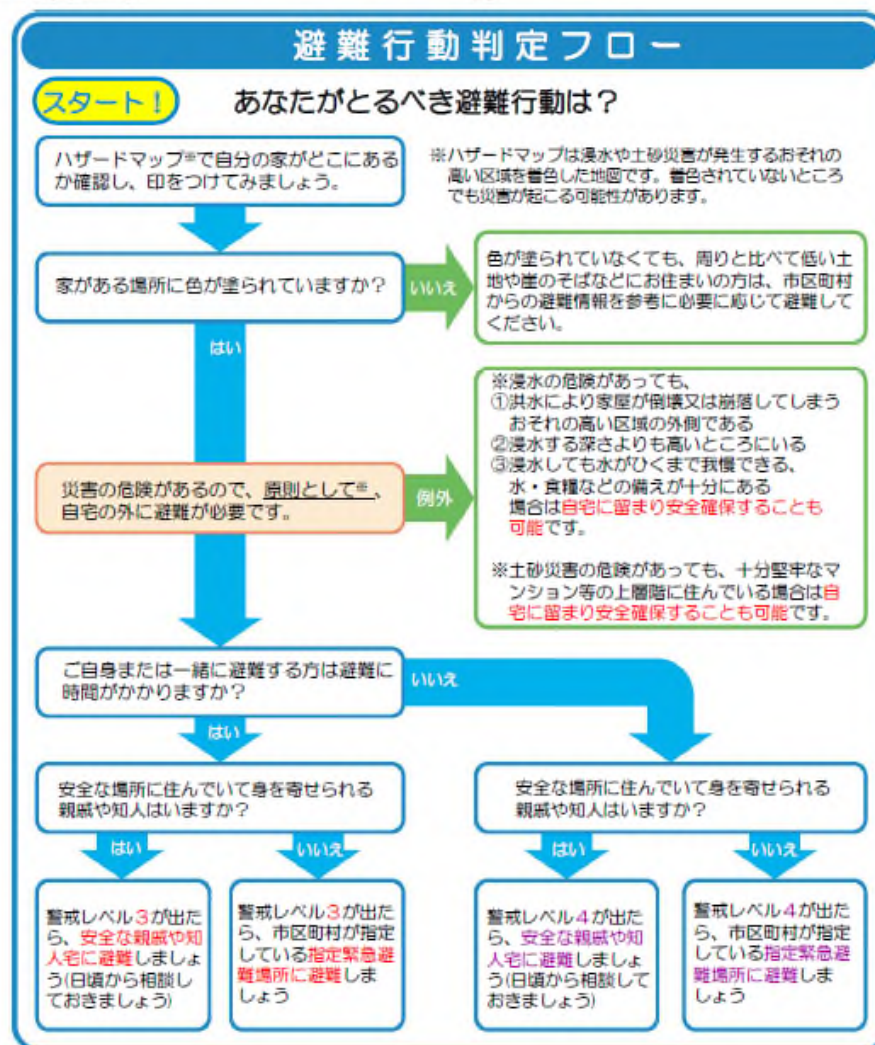 避難行動判定フロー
スタート！
あなたがとるべき避難行動は？
ハザードマップ※で自分の家がどこにある
か確認し、印をつけてみましょう。
※ハザードマップは浸水や土砂災害が発生するおそれの
高い区域を着色した地図です。着色されていないところ
でも災害が起こる可能性があります。
家がある場所に色が塗られていますか？
いいえ
色が塗られていなくても、周りと比べて低い土
地や崖のそばなどにお住まいの方は、市区町村
からの避難情報を参考に必要に応じて避難して
ください。
はい
災害の危険があるので、原則として※、
自宅の外に避難が必要です。
例外
※浸水の危険があっても、
①洪水により家屋が倒壊又は崩落してしまう
おそれの高い区域の外側である
②浸水する深さよりも高いところにいる
③浸水しても水がひくまで我慢できる、
水・食糧などの備えが十分にある
場合は自宅に留まり安全確保することも
可能です。
※土砂災害の危険があっても、十分堅牢なマ
ンション等の上層階に住んでいる場合は自
宅に留まり安全確保することも可能です。
ご自身または一緒に避難する方は避難に
時間がかかりますか？
いいえ
はい
安全な場所に住んでいて身を寄せられる
親戚や知人はいますか？
はい
いいえ
警戒レベル３が出た
ら、安全な親戚や知
人宅に避難しましょ
う(日頃から相談して
おきましょう)
警戒レベル３が出た
ら、市区町村が指定
している指定緊急避
難場所に避難しま
しょう
安全な場所に住んでいて身を寄せられる
親戚や知人はいますか？
はい
いいえ
警戒レベル４が出た
ら、安全な親戚や知
人宅に避難しましょ
う(日頃から相談して
おきましょう)
警戒レベル４が出た
ら、市区町村が指定
している指定緊急避
難場所に避難しま
しょう